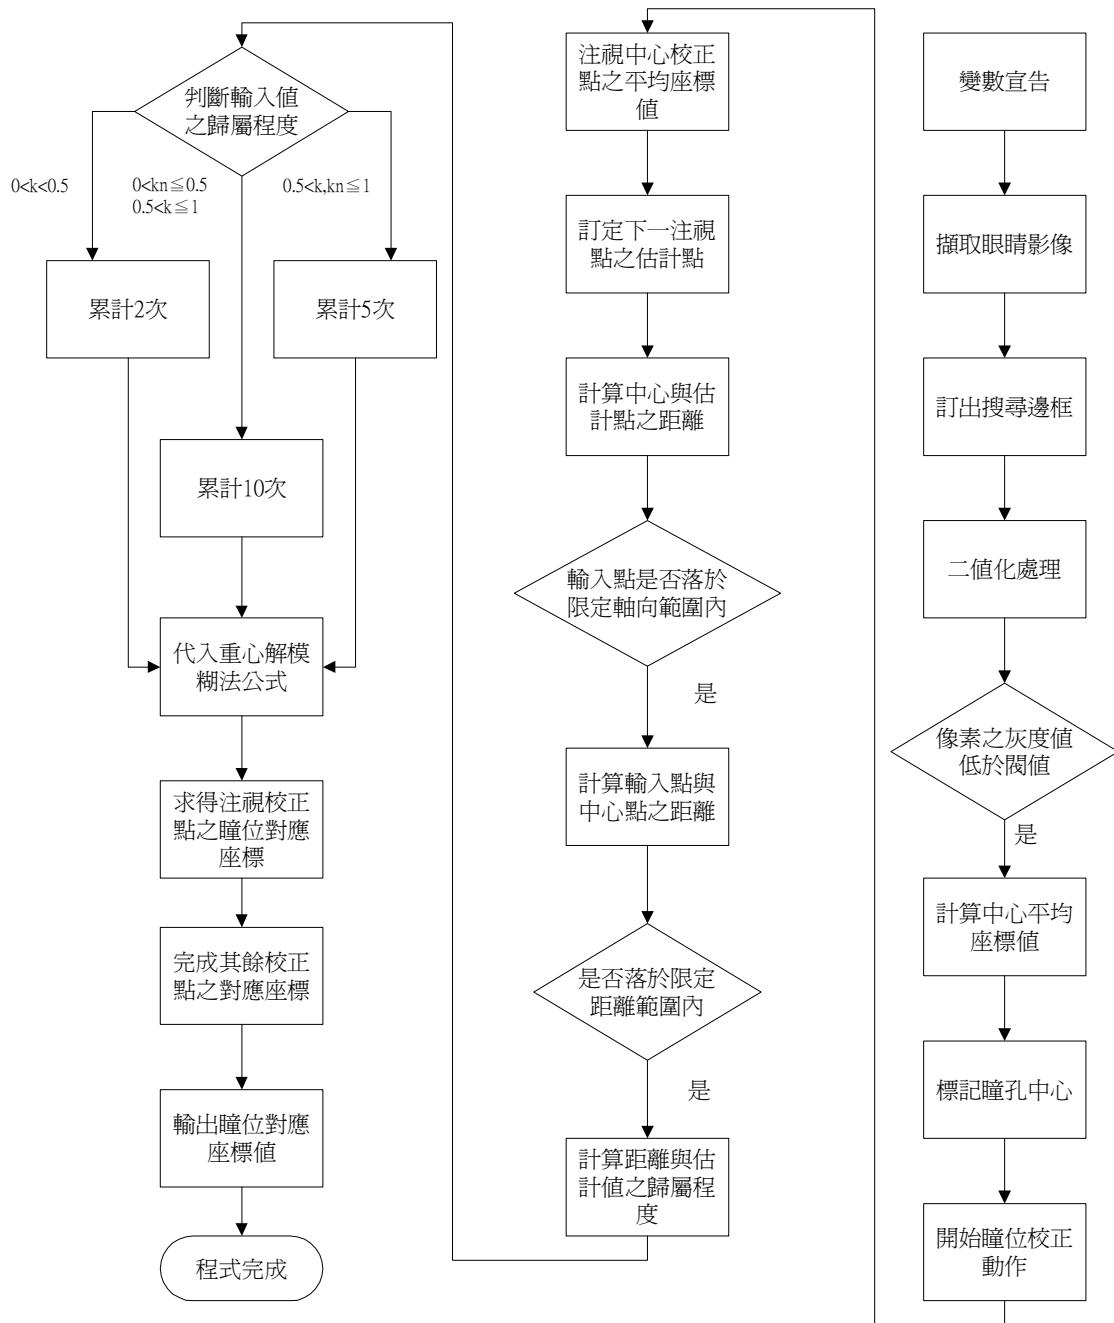 變數宣告
擷取眼睛影像
訂出搜尋邊框
二值化處理
像素之灰度值
低於閥值
是
計算中心平均
座標值
標記瞳孔中心
開始瞳位校正
動作
注視中心校正
點之平均座標
值
訂定下一注視
點之估計點
計算中心與估
計點之距離
輸入點是否落於
限定軸向範圍內
是
計算輸入點與
中心點之距離
是否落於限定
距離範圍內
是
計算距離與估
計值之歸屬程
度
判斷輸入值
之歸屬程度
0<k<0.5
0<kn≦0.5
0.5<k≦1
0.5<k,kn≦1
累計2次
累計5次
累計10次
代入重心解模
糊法公式
求得注視校正
點之瞳位對應
座標
完成其餘校正
點之對應座標
輸出瞳位對應
座標值
程式完成